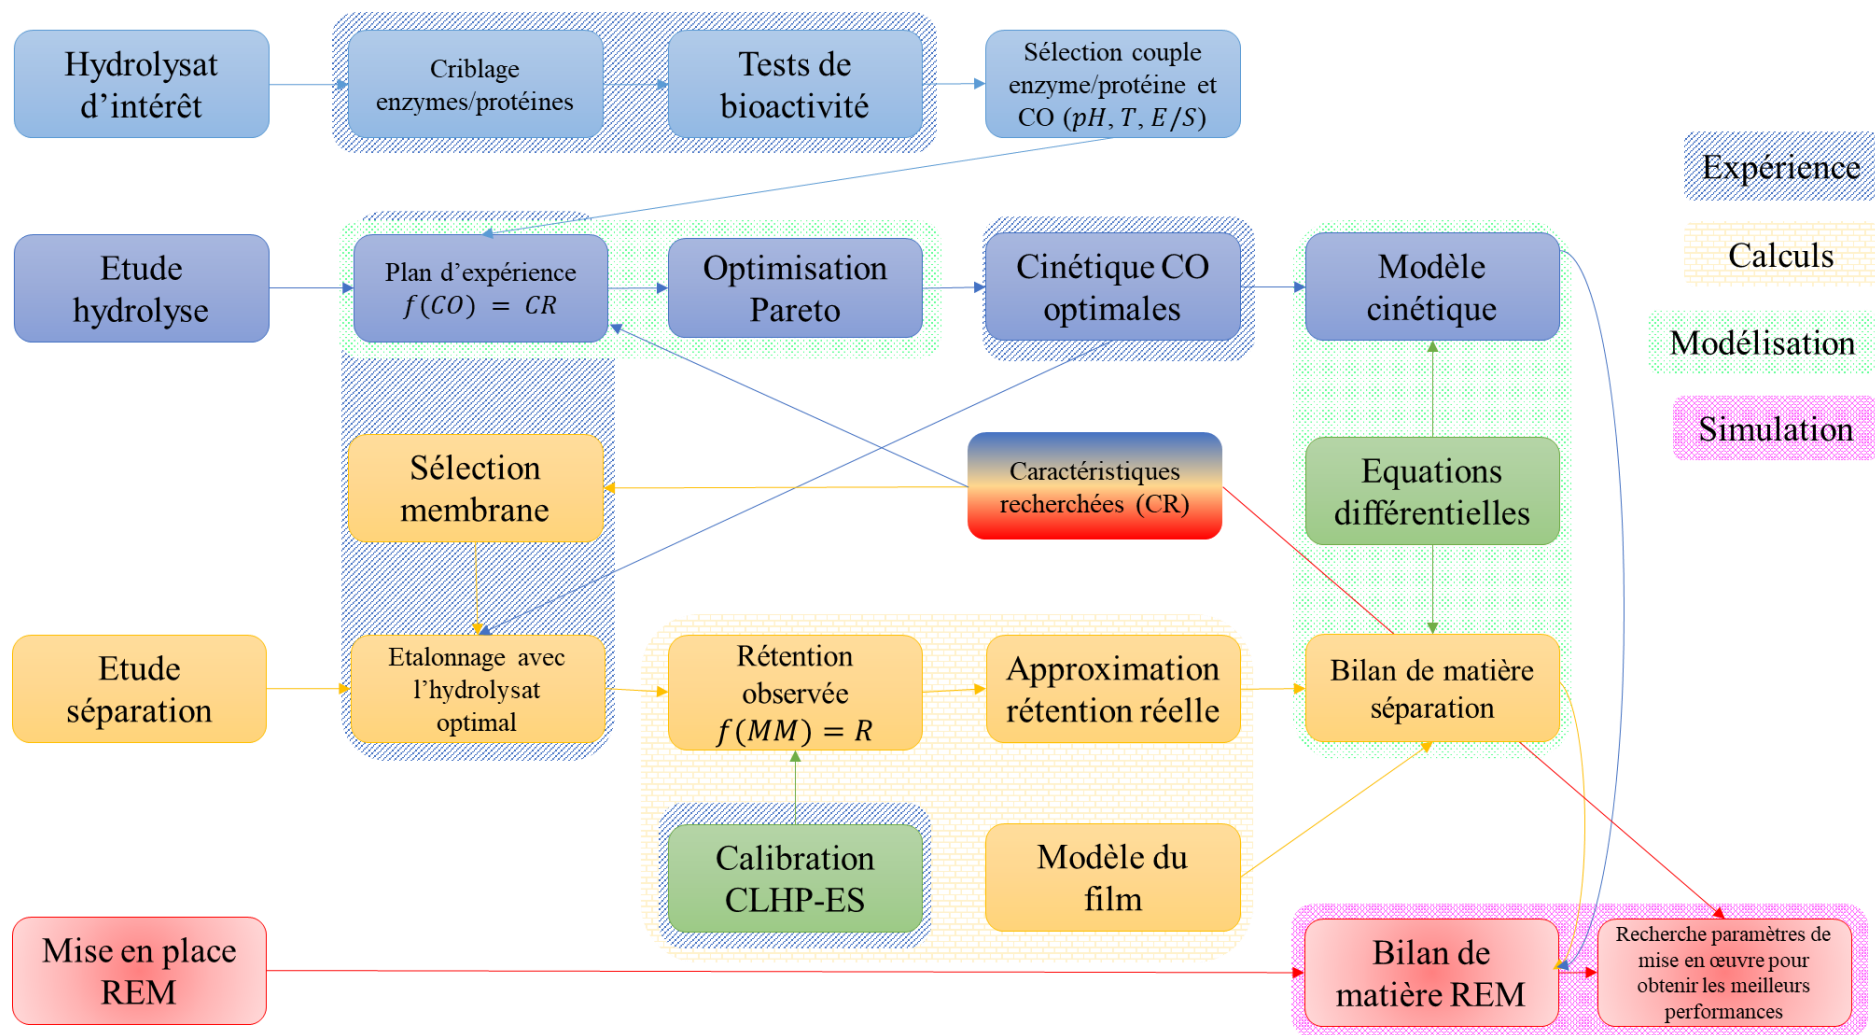 Hydrolysat
d’intérêt
Criblage
enzymes/protéines
Tests de
bioactivité
Sélection couple
enzyme/protéine et
CO (pH, T, E/S)
Expérience
Calculs
Modélisation
Simulation
Etude
hydrolyse
Plan d’expérience
f(CO) = CR
Optimisation
Pareto
Cinétique CO
optimales
Modèle
cinétique
Sélection
membrane
Caractéristiques
recherchées (CR)
Equations
différentielles
Etude
séparation
Etalonnage avec
l’hydrolysat
optimal
Rétention
observée
f(MM) = R
Approximation
rétention réelle
Bilan de matière
séparation
Calibration
CLHP-ES
Modèle du
film
Mise en place
REM
Bilan de
matière REM
Recherche paramètres de
mise en œuvre pour
obtenir les meilleurs
performances